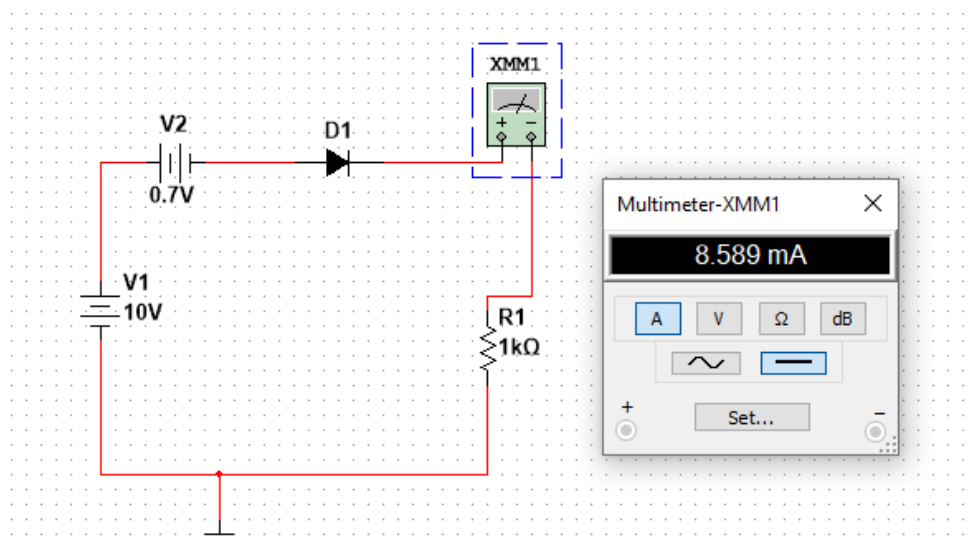 XMM1
V2
0.7V
D1
V1
10V
R1
1kΩ
Multimeter-XMM1
8.589 mA
A V Ω dB
+ Set... -